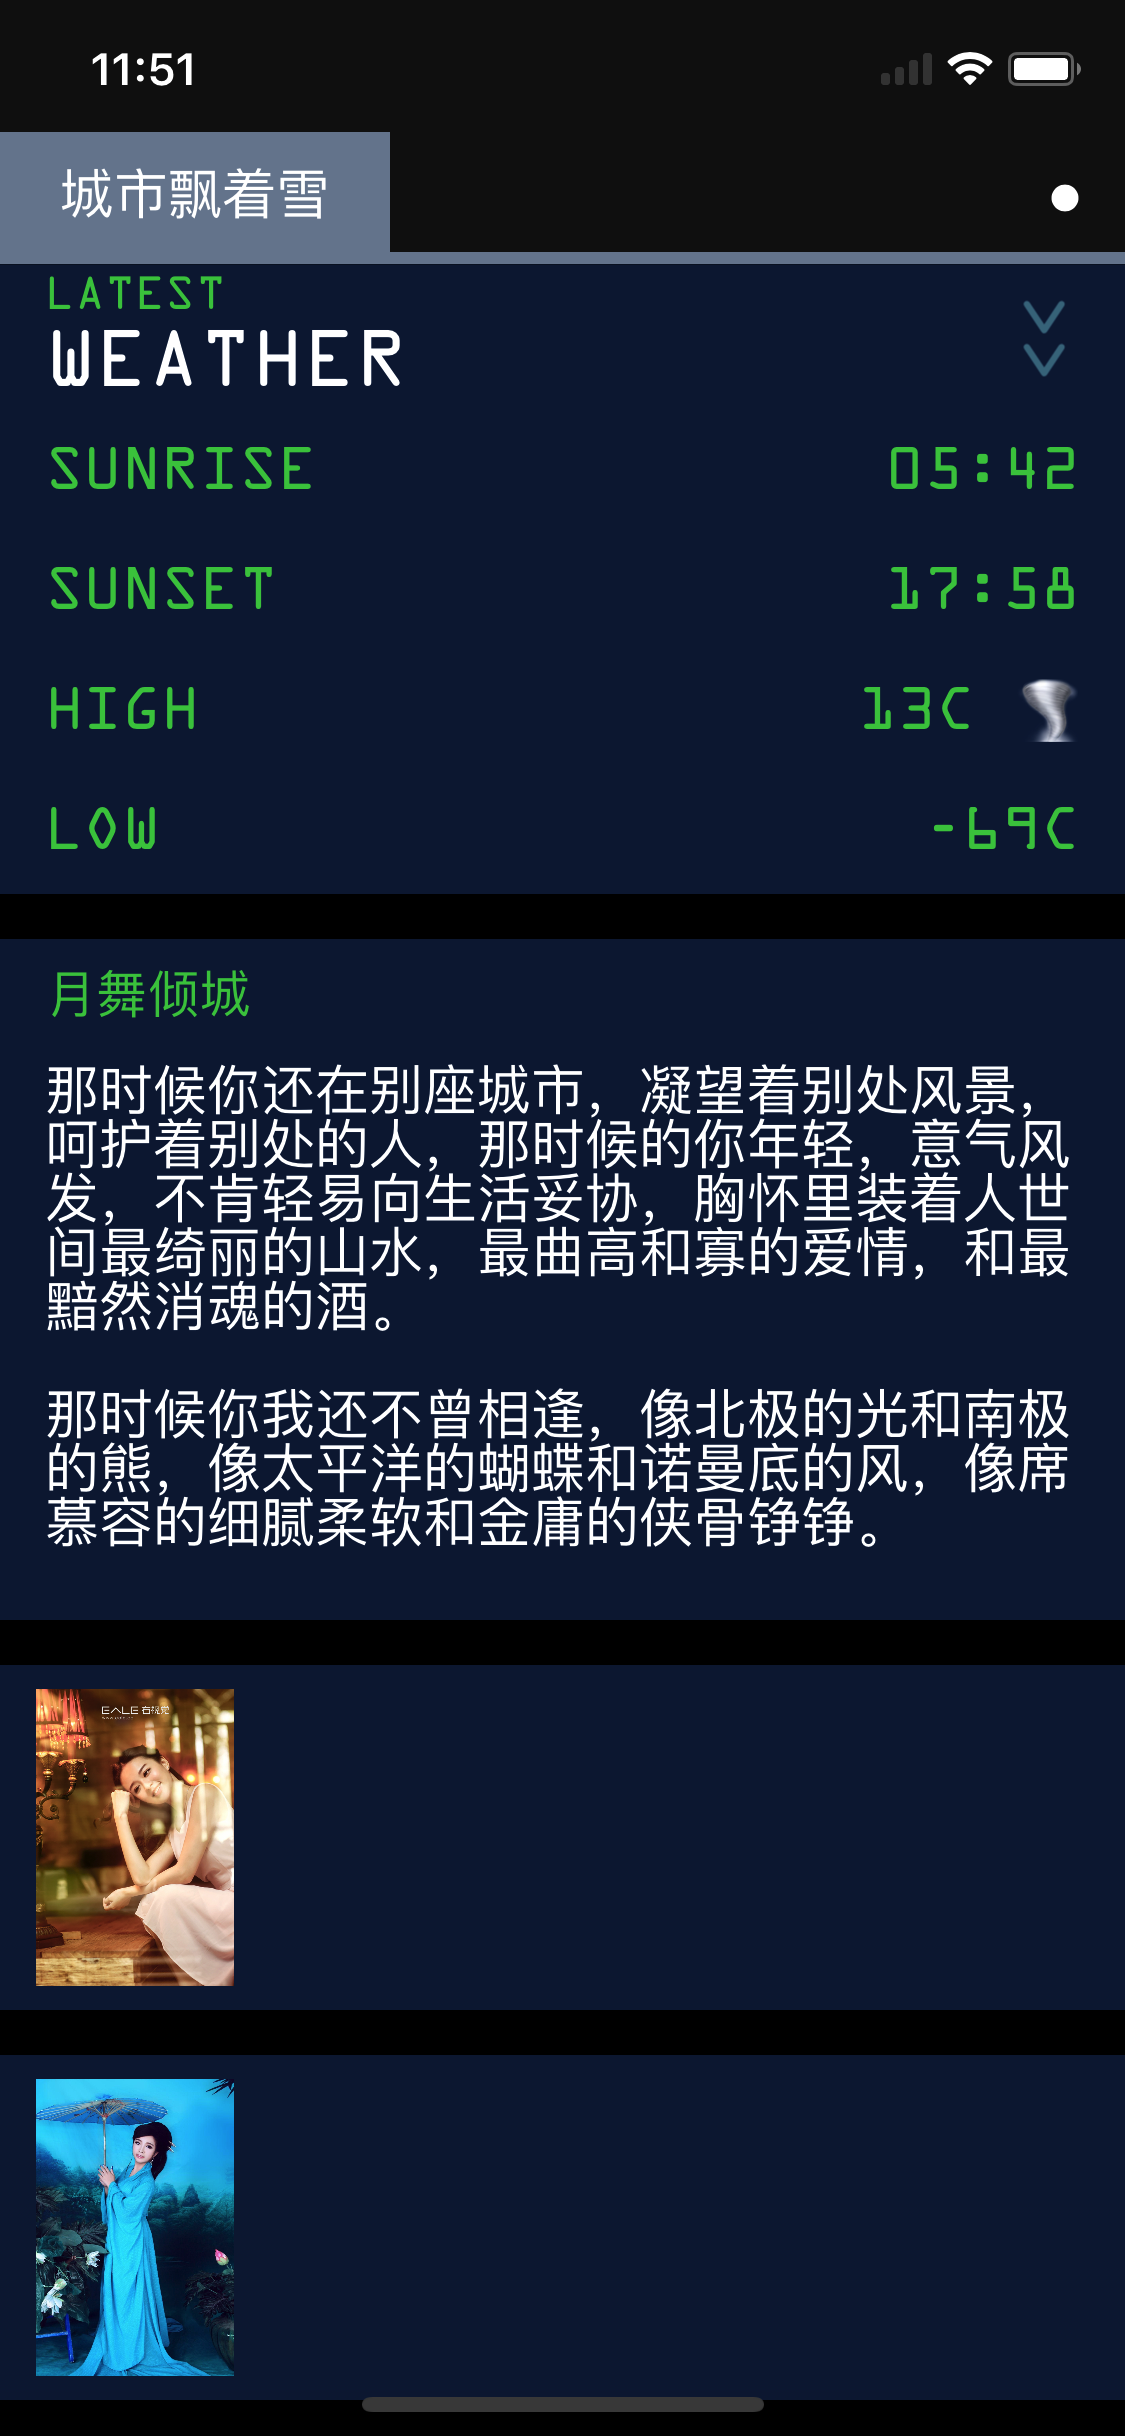 11:51
城市飘着雪
LATEST
WEATHER
SUNRISE 05:42
SUNSET 17:58
HIGH 13C
LOW -69C
月舞倾城
那时候你还在别座城市，凝望着别处风景，
呵护着别处的人，那时候的你年轻，意气风
发，不肯轻易向生活妥协，胸怀里装着人世
间最绮丽的山水，最曲高和寡的爱情，和最
黯然消魂的酒。
那时候你我还不曾相逢，像北极的光和南极
的熊，像太平洋的蝴蝶和诺曼底的风，像席
慕容的细腻柔软和金庸的侠骨铮铮。